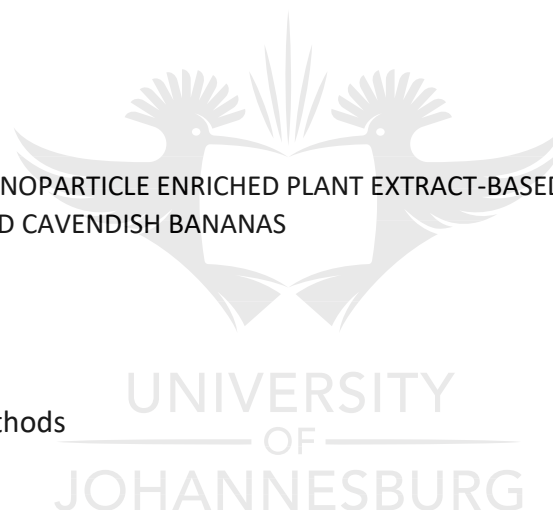 NOPARTICLE ENRICHED PLANT EXTRACT-BASED
D CAVENDISH BANANAS
thods
UNIVERSITY
OF
JOHANNESBURG